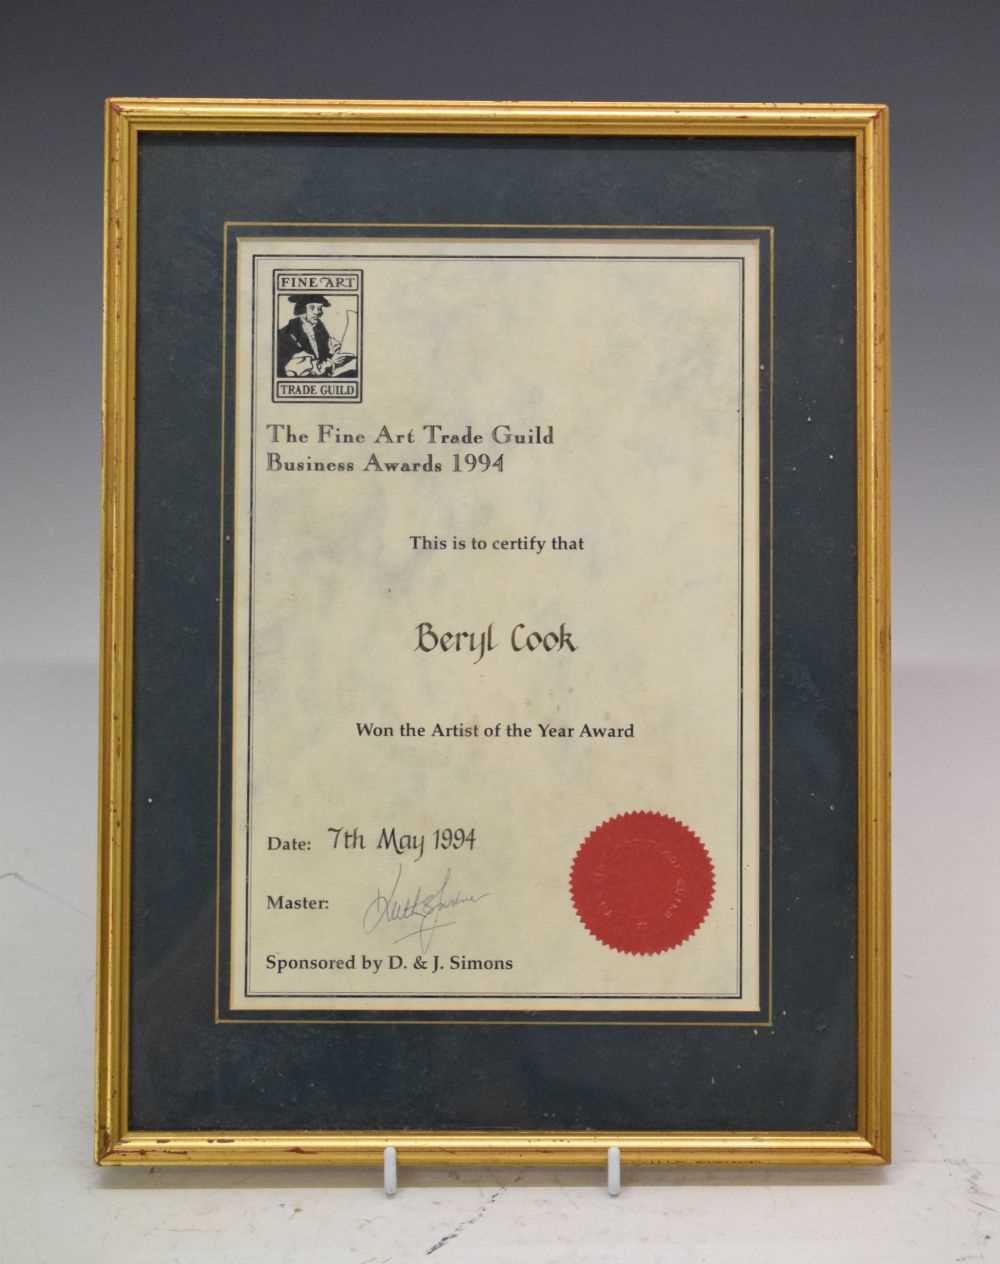 FINE ART
TRADE GUILD
The Fine Art Trade Guild
Business Awards 1994
This is to certify that
Beryl Cook
Won the Artist of the Year Award
Date: 7th May 1994
Master:
Sponsored by D. & J. Simons